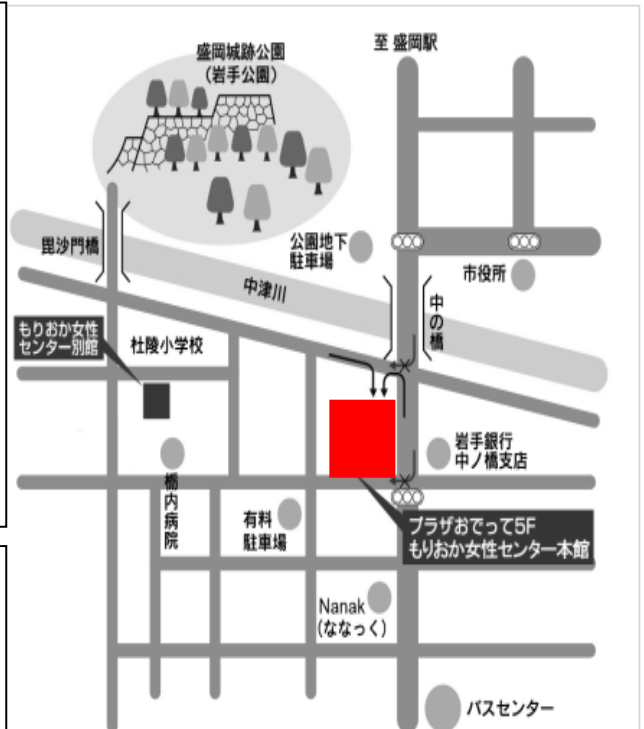 盛岡城跡公園
（岩手公園）
至 盛岡駅
毘沙門橋
公園地下
駐車場
中津川
市役所
中の橋
もりおか女性
センター別館
杜陵小学校
岩手銀行
中ノ橋支店
栃内病院
有料
駐車場
プラザおでって5F
もりおか女性センター本館
Nanak
（ななっく）
バスセンター